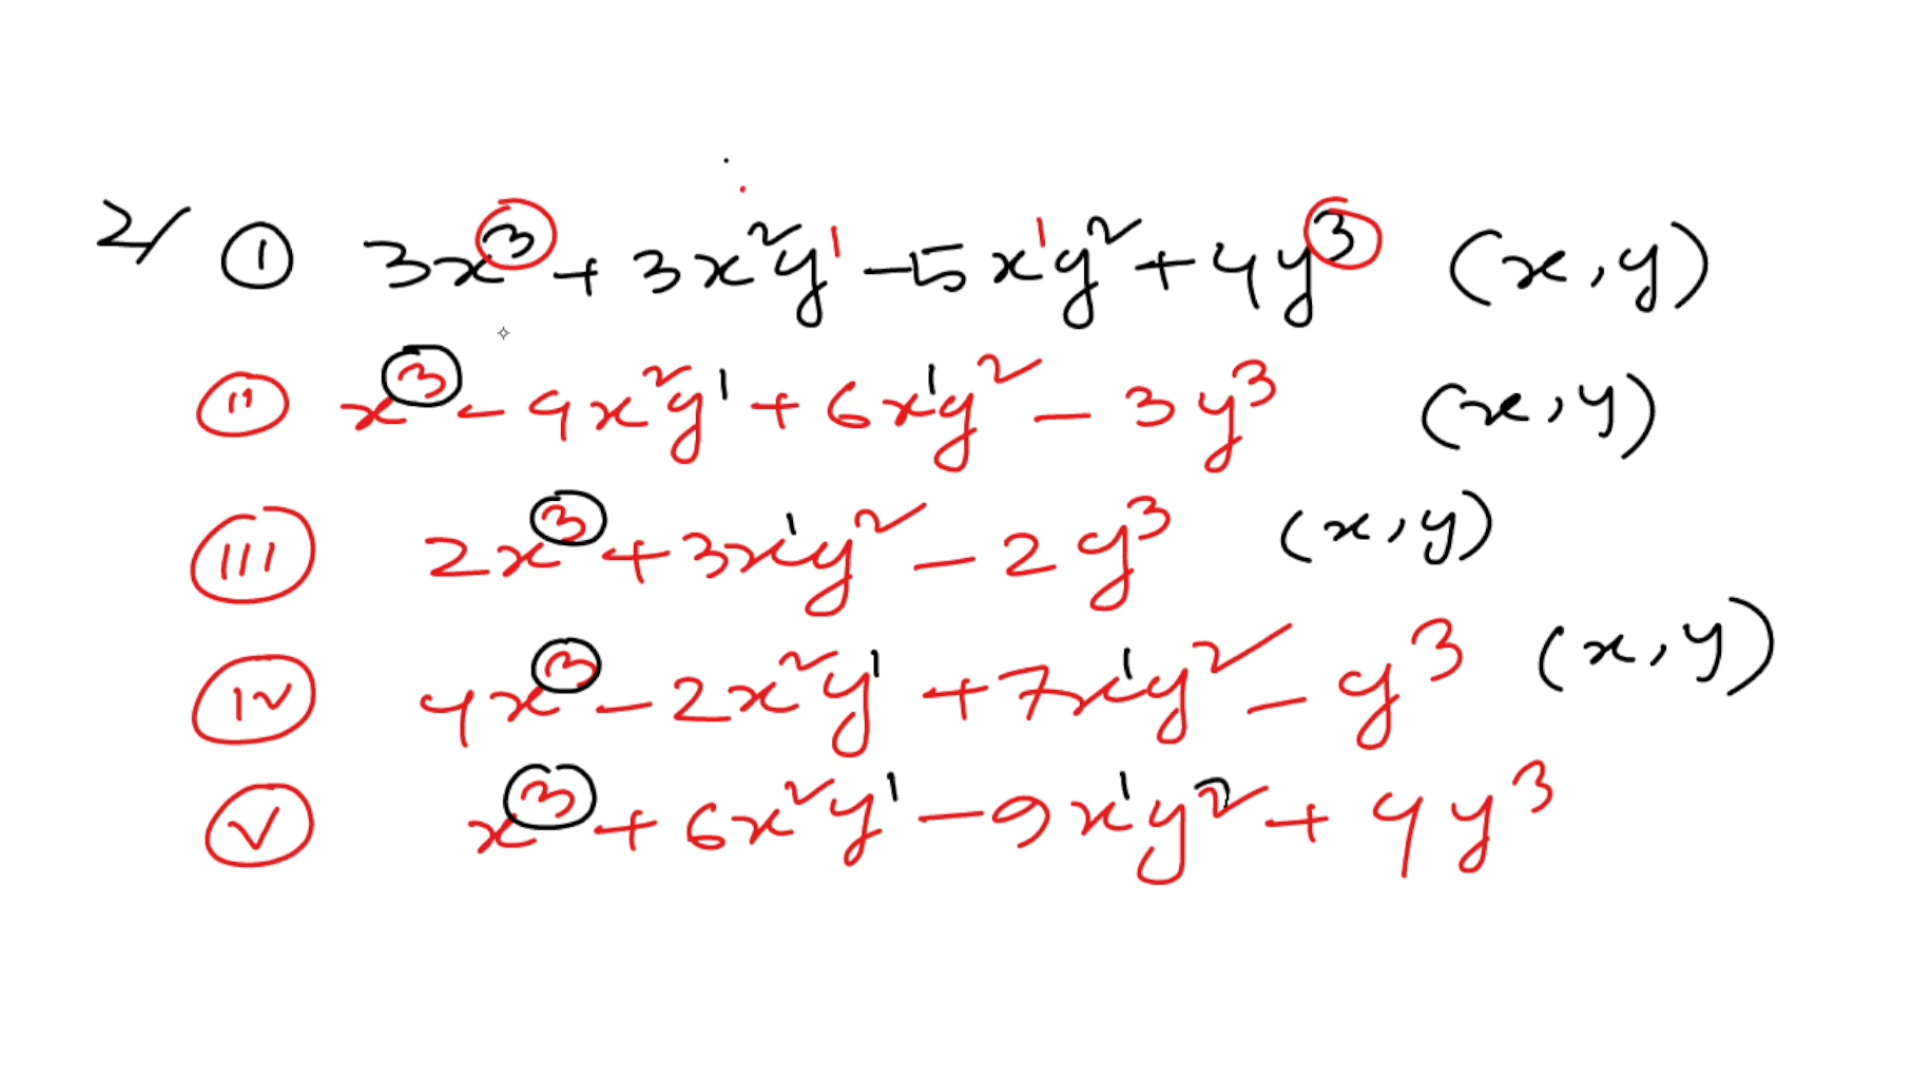 2/ ① 3x³ + 3x²y¹ - 5x¹y² + 4y³ (x, y)
ⅱ x³ - 4x²y¹ + 6x¹y² - 3y³ (x, y)
ⅲ 2x³ + 3x¹y² - 2y³ (x, y)
ⅳ 4x³ - 2x²y¹ + 7x¹y² - y³ (x, y)
ⅴ x³ + 6x²y¹ - 9x¹y² + 4y³